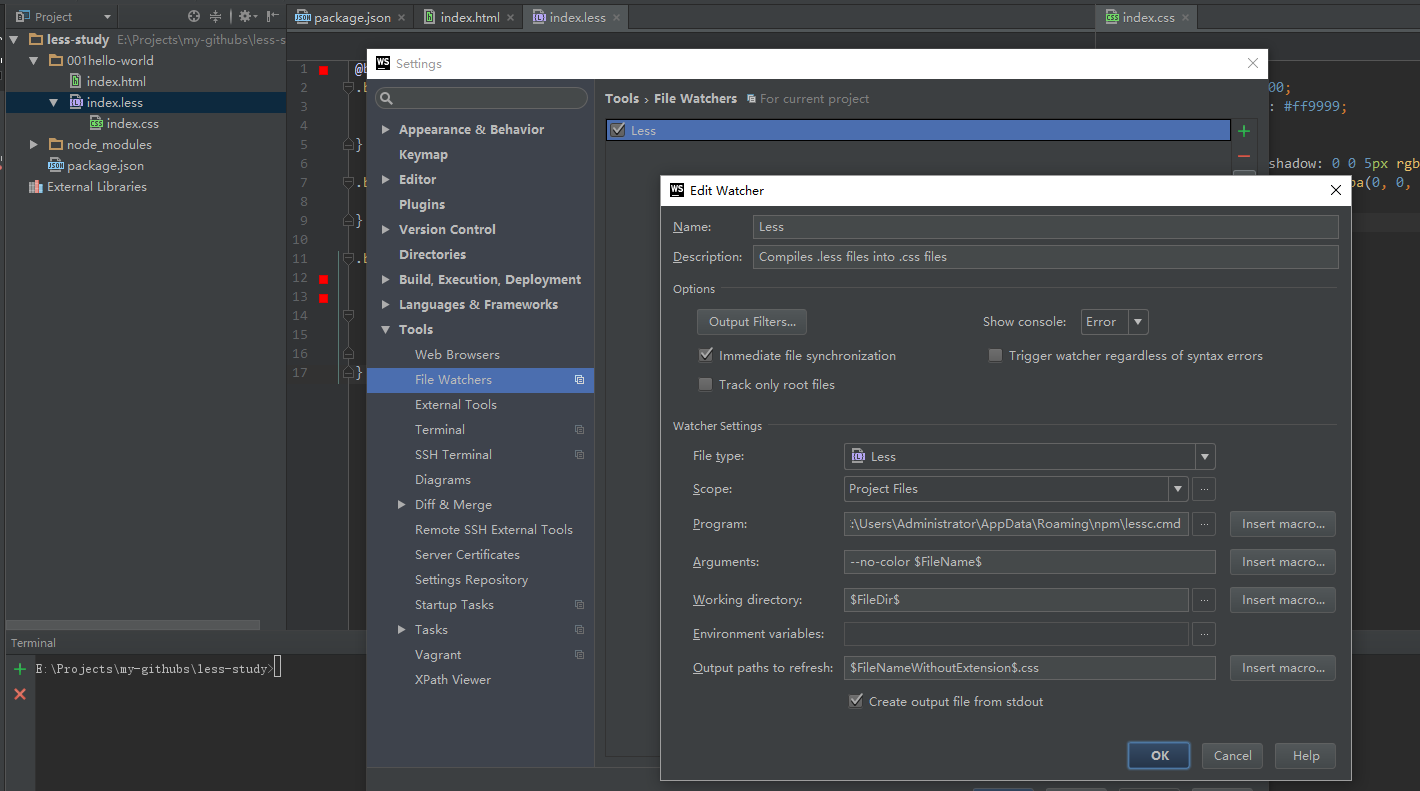 Project
package.json
index.html
index.less
index.css
less-study E:\Projects\my-githubs\less-s
001hello-world
index.html
index.less
index.css
node_modules
package.json
External Libraries
1
2
3
4
5 }
6
7
8
9 }
10
11
12
13
14
15
16
17 }
#ff9999;
shadow: 0 0 5px rgb
Settings
Appearance & Behavior
Keymap
Editor
Plugins
Version Control
Directories
Build, Execution, Deployment
Languages & Frameworks
Tools
Web Browsers
File Watchers
External Tools
Terminal
SSH Terminal
Diagrams
Diff & Merge
Remote SSH External Tools
Server Certificates
Settings Repository
Startup Tasks
Tasks
Vagrant
XPath Viewer
Tools › File Watchers For current project
Less
WS Edit Watcher
Name: Less
Description: Compiles .less files into .css files
Options
Output Filters... Show console: Error
Immediate file synchronization Trigger watcher regardless of syntax errors
Track only root files
Watcher Settings
File type: Less
Scope: Project Files ...
Program: :\Users\Administrator\AppData\Roaming\npm\lessc.cmd ... Insert macro...
Arguments: --no-color $FileName$ Insert macro...
Working directory: $FileDir$ ... Insert macro...
Environment variables: ...
Output paths to refresh: $FileNameWithoutExtension$.css Insert macro...
Create output file from stdout
OK Cancel Help
Terminal
E:\Projects\my-githubs\less-study>